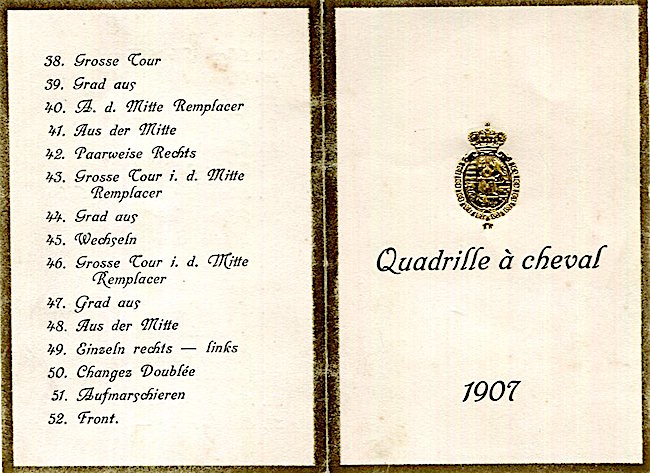 38. Grosse Tour
39. Grad aus
40. A. d. Mitte Remplacer
41. Aus der Mitte
42. Paarweise Rechts
43. Grosse Tour i. d. Mitte
Remplacer
44. Grad aus
45. Wechseln
46. Grosse Tour i. d. Mitte
Remplacer
47. Grad aus
48. Aus der Mitte
49. Einzeln rechts — links
50. Changez Doublée
51. Aufmarschieren
52. Front.
Quadrille à cheval
1907